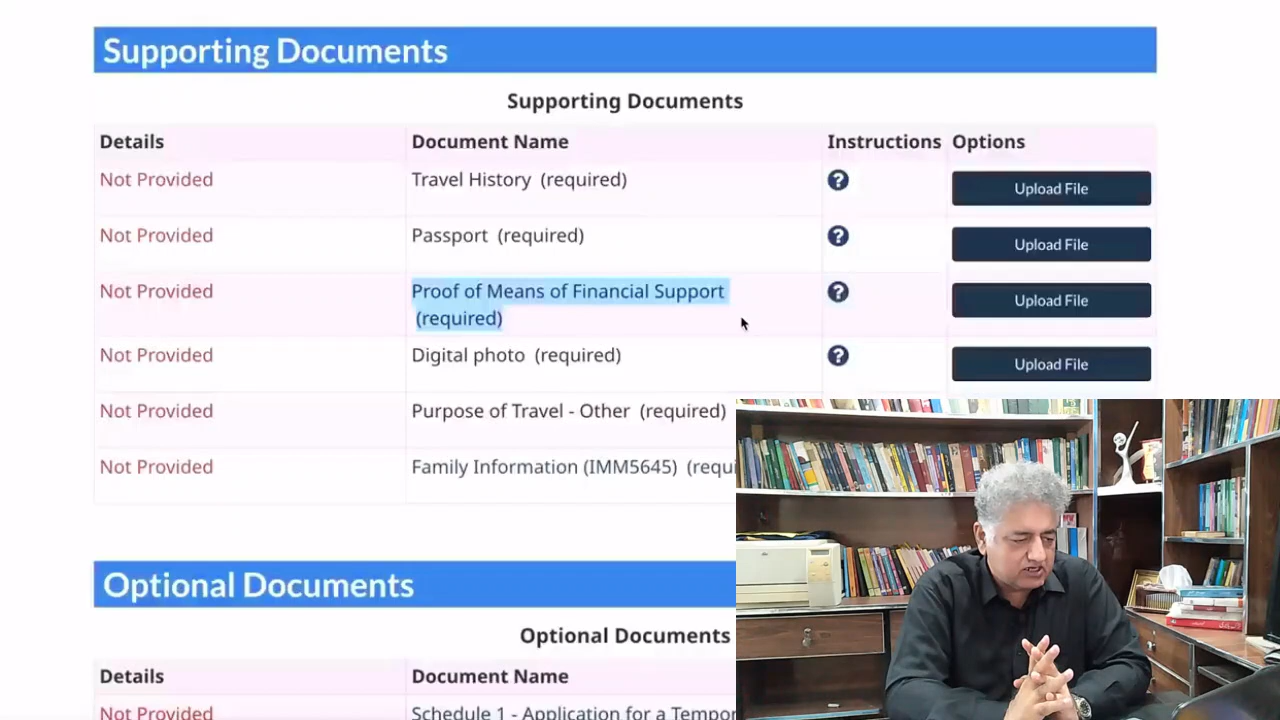 Supporting Documents
Supporting Documents
Details Document Name Instructions Options
Not Provided Travel History (required) ? Upload File
Not Provided Passport (required) ? Upload File
Not Provided Proof of Means of Financial Support ? Upload File
(required)
Not Provided Digital photo (required) ? Upload File
Not Provided Purpose of Travel - Other (required)
Not Provided Family Information (IMM5645) (requi
Optional Documents
Optional Documents
Details Document Name
Not Provided Schedule 1 - Application for a Tempor